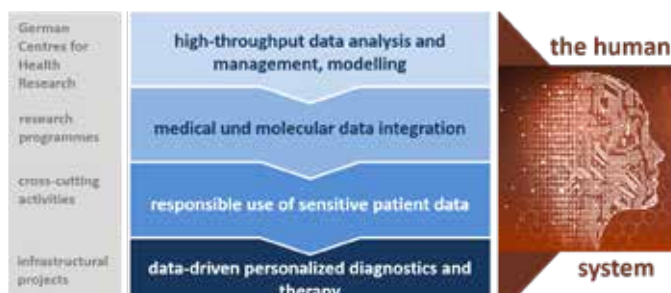 German
Centres for
Health
Research
high-throughput data analysis and
management, modelling
research
programmes
medical und molecular data integration
cross-cutting
activities
responsible use of sensitive patient data
infrastructural
projects
data-driven personalized diagnostics and
therapy
the human
system